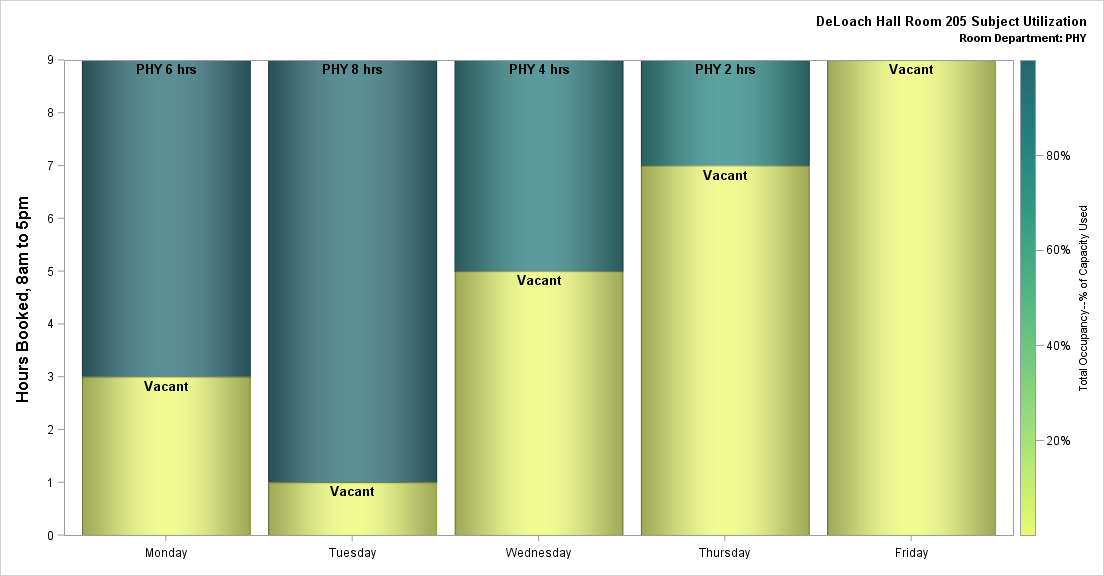 DeLoach Hall Room 205 Subject Utilization
Room Department: PHY
Hours Booked, 8am to 5pm
9
8
7
6
5
4
3
2
1
0
PHY 6 hrs
Vacant
PHY 8 hrs
Vacant
PHY 4 hrs
Vacant
PHY 2 hrs
Vacant
Vacant
Monday
Tuesday
Wednesday
Thursday
Friday
80%
60%
40%
20%
Total Occupancy--% of Capacity Used